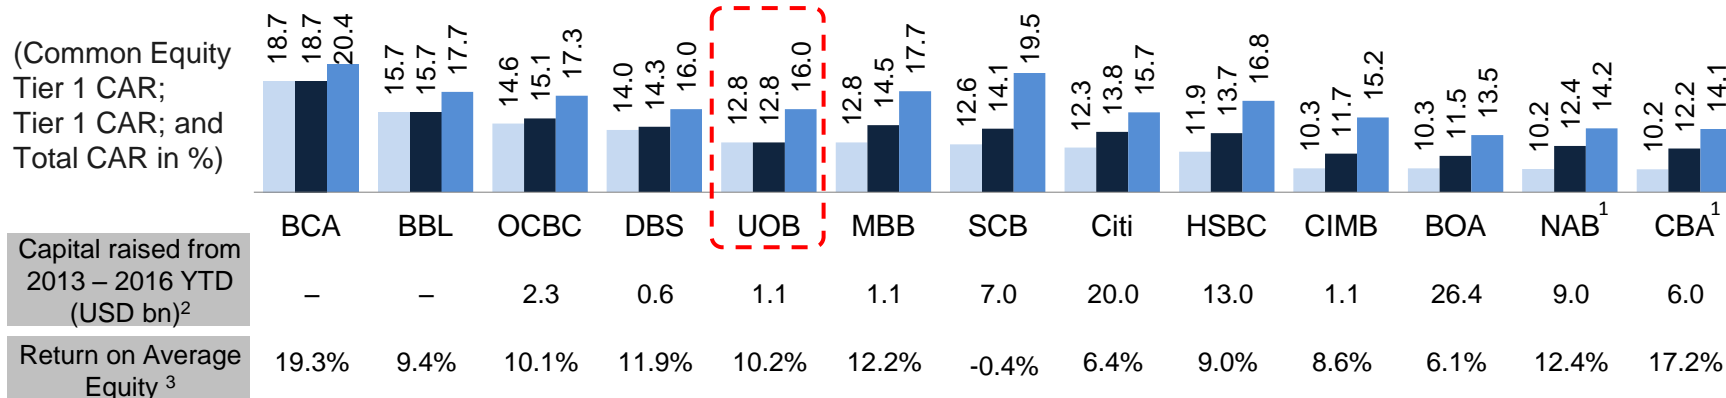 (Common Equity
Tier 1 CAR;
Tier 1 CAR; and
Total CAR in %)
18.7 18.7 20.4 15.7 15.7 17.7 14.6 15.1 17.3 14.0 14.3 16.0 12.8 12.8 16.0 12.8 14.5 17.7 12.6 14.1 19.5 12.3 13.8 15.7 11.9 13.7 16.8 10.3 11.7 15.2 10.3 11.5 13.5 10.2 12.4 14.2 10.2 12.2 14.1
BCA BBL OCBC DBS UOB MBB SCB Citi HSBC CIMB BOA NAB¹ CBA¹
Capital raised from
2013 – 2016 YTD
(USD bn)²
– – 2.3 0.6 1.1 1.1 7.0 20.0 13.0 1.1 26.4 9.0 6.0
Return on Average
Equity ³
19.3% 9.4% 10.1% 11.9% 10.2% 12.2% -0.4% 6.4% 9.0% 8.6% 6.1% 12.4% 17.2%